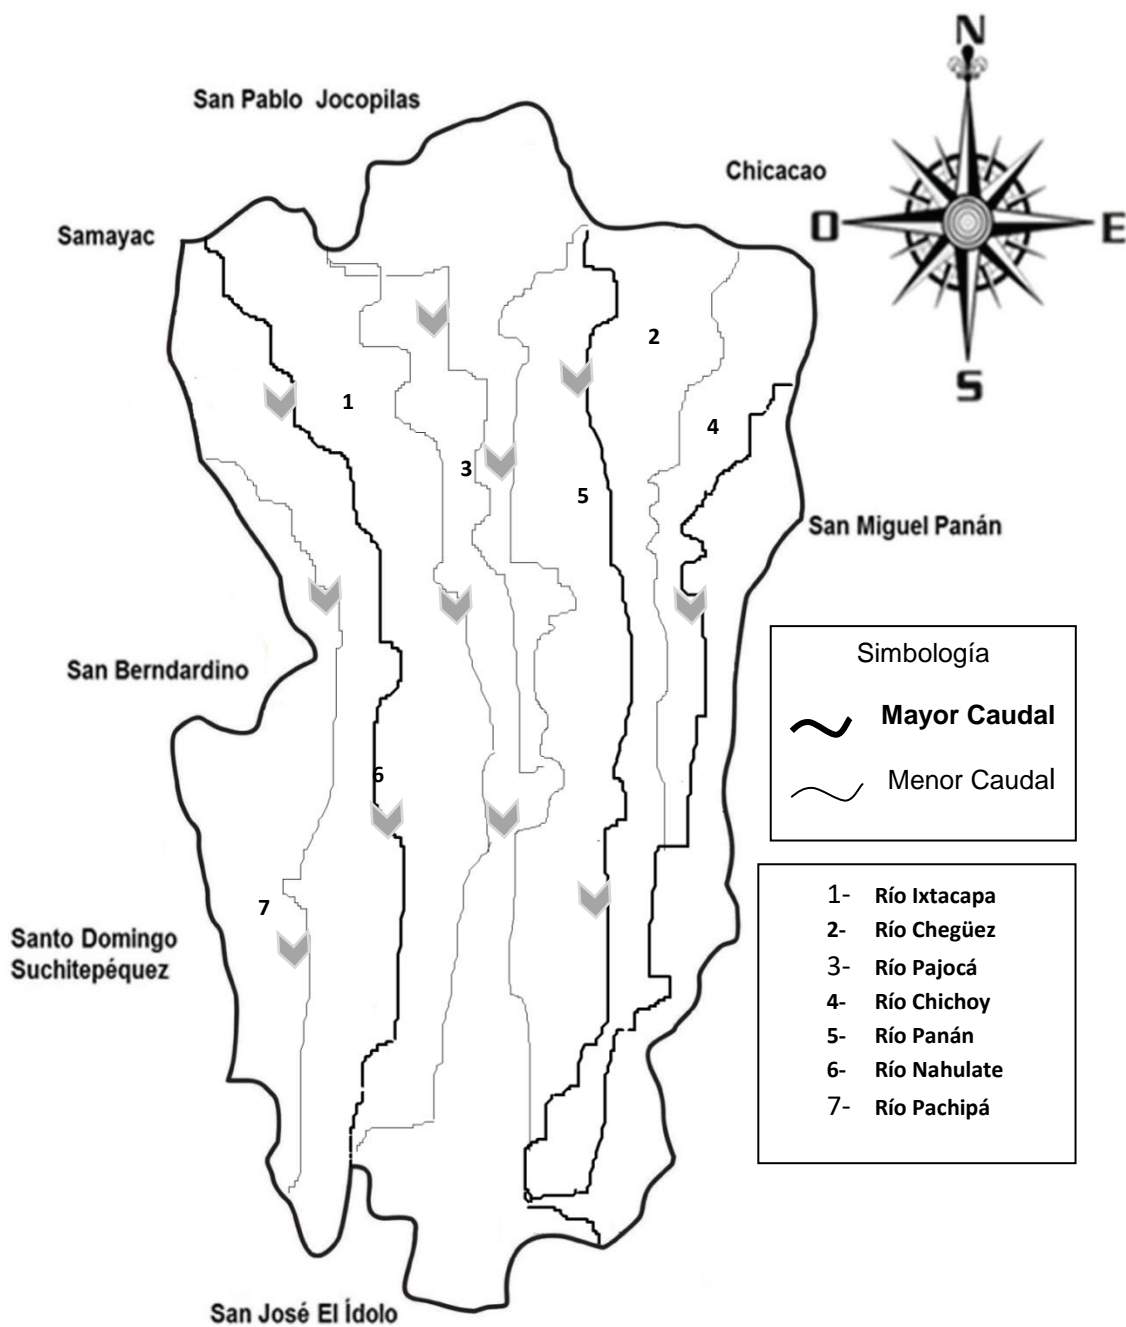 N
San Pablo Jocopilas
Chicacao
O
E
Samayac
S
2
1
4
3
5
San Miguel Panán
Simbología
San Berndardino
Mayor Caudal
6
Menor Caudal
7
Santo Domingo
Suchitepéquez
1- Río Ixtacapa
2- Río Chegüez
3- Río Pajocá
4- Río Chichoy
5- Río Panán
6- Río Nahulate
7- Río Pachipá
San José El Ídolo